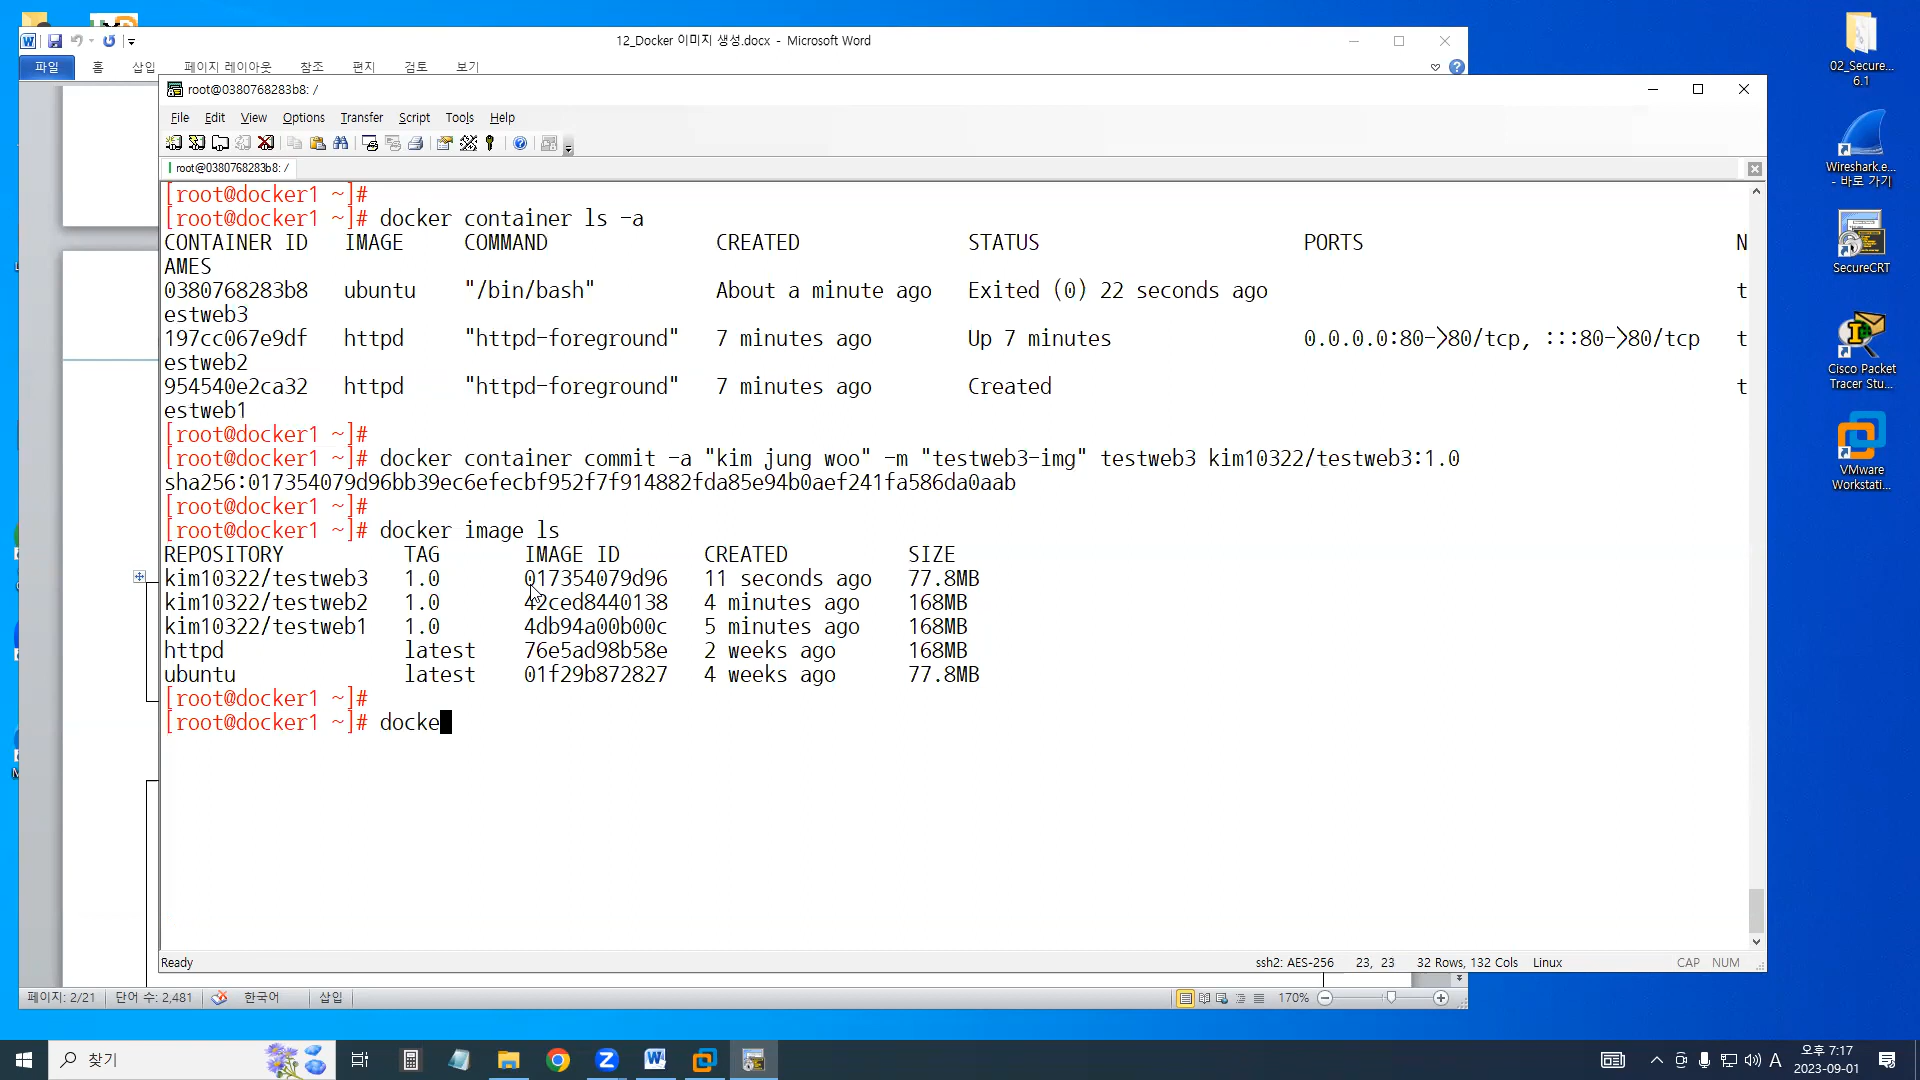 12_Docker 이미지 생성.docx - Microsoft Word
파일 홈 삽입 페이지 레이아웃 참조 편지 검토 보기
root@0380768283b8: /
File Edit View Options Transfer Script Tools Help
root@0380768283b8: /
[root@docker1 ~]#
[root@docker1 ~]# docker container ls -a
CONTAINER ID IMAGE COMMAND CREATED STATUS PORTS N
AMES
0380768283b8 ubuntu "/bin/bash" About a minute ago Exited (0) 22 seconds ago t
estweb3
197cc067e9df httpd "httpd-foreground" 7 minutes ago Up 7 minutes 0.0.0.0:80->80/tcp, :::80->80/tcp t
estweb2
954540e2ca32 httpd "httpd-foreground" 7 minutes ago Created t
estweb1
[root@docker1 ~]#
[root@docker1 ~]# docker container commit -a "kim jung woo" -m "testweb3-img" testweb3 kim10322/testweb3:1.0
sha256:017354079d96bb39ec6efecbf952f7f914882fda85e94b0aef241fa586da0aab
[root@docker1 ~]#
[root@docker1 ~]# docker image ls
REPOSITORY TAG IMAGE ID CREATED SIZE
kim10322/testweb3 1.0 017354079d96 11 seconds ago 77.8MB
kim10322/testweb2 1.0 42ced8440138 4 minutes ago 168MB
kim10322/testweb1 1.0 4db94a00b00c 5 minutes ago 168MB
httpd latest 76e5ad98b58e 2 weeks ago 168MB
ubuntu latest 01f29b872827 4 weeks ago 77.8MB
[root@docker1 ~]#
[root@docker1 ~]# docke
Ready ssh2: AES-256 23, 23 32 Rows, 132 Cols Linux CAP NUM
페이지: 2/21 단어 수: 2,481 한국어 삽입 170%
02_Secure...
6.1
Wireshark.e...
- 바로 가기
SecureCRT
Cisco Packet
Tracer Stu...
VMware
Workstati...
찾기
A
오후 7:17
2023-09-01